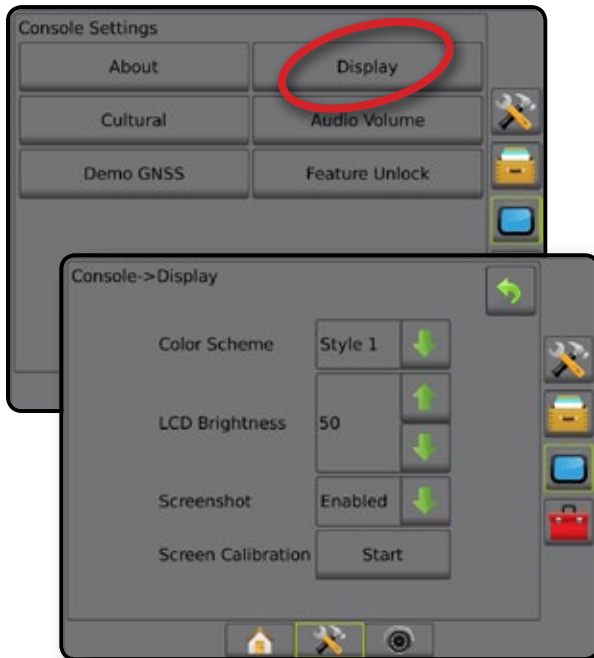 Console Settings
About Display
Cultural Audio Volume
Demo GNSS Feature Unlock
Console->Display
Color Scheme Style 1
LCD Brightness 50
Screenshot Enabled
Screen Calibration Start